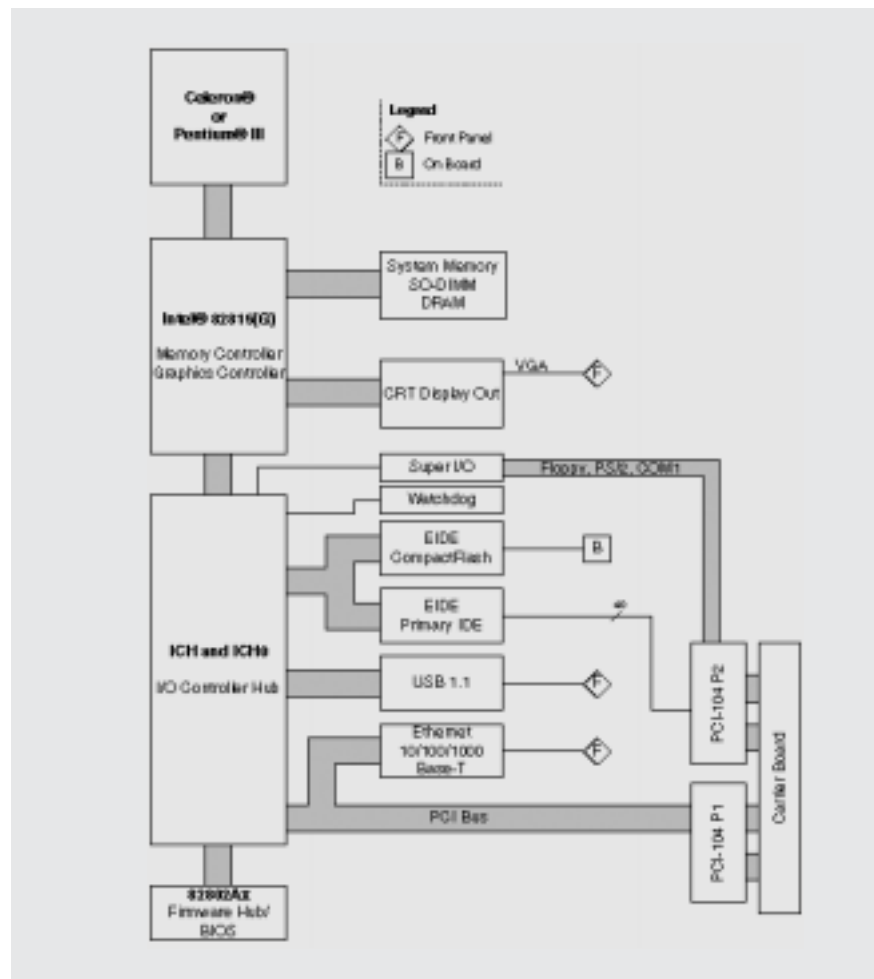 Celeron®
or
Pentium® III
Legend
F Front Panel
B On Board
System Memory
SO-DIMM
DRAM
Intel® 82815(G)
Memory Controller
Graphics Controller
VGA
F
CRT Display Out
Super I/O
Floppy, PS/2, COM1
Watchdog
EIDE
CompactFlash
B
EIDE
Primary IDE
ICH and ICH0
I/O Controller Hub
USB 1.1
F
Ethernet
10/100/1000
Base-T
F
PCI-104 P2
Carrier Board
PCI Bus
PCI-104 P1
Firmware Hub/
BIOS